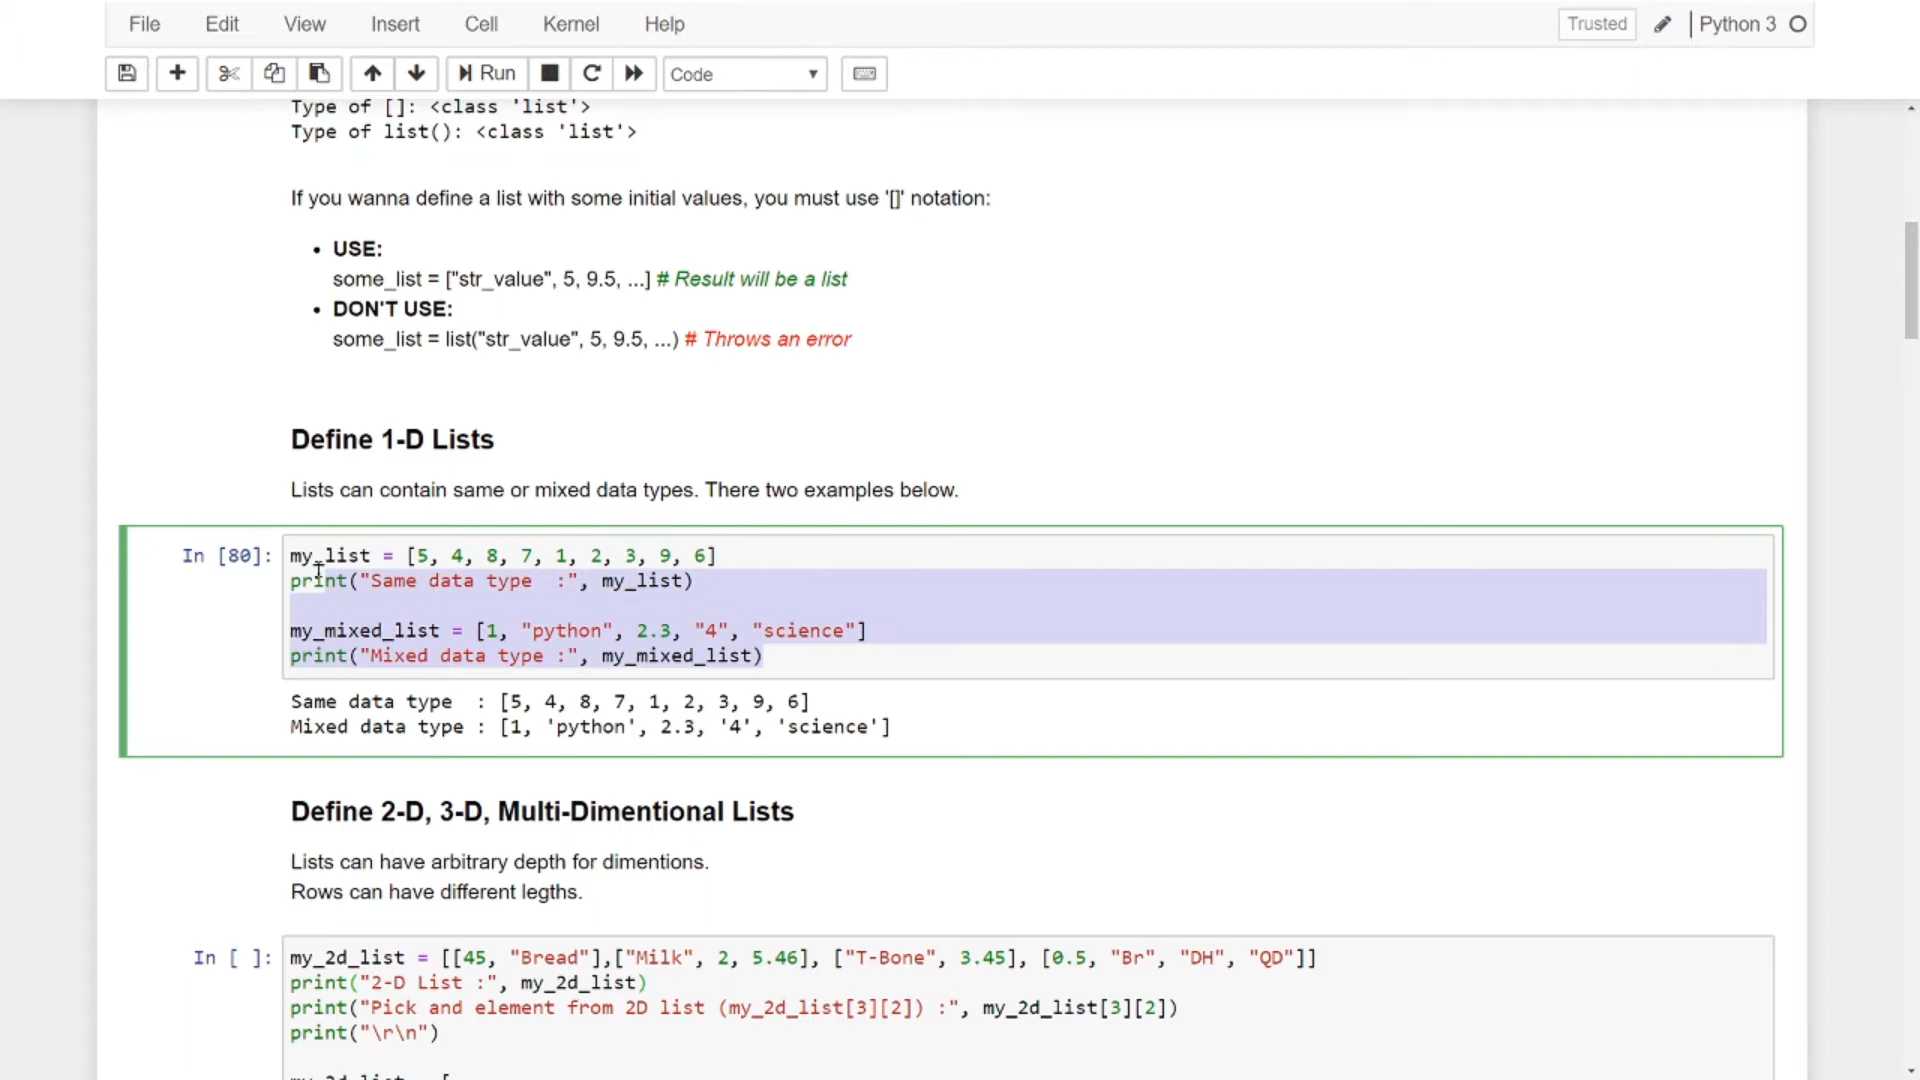 File Edit View Insert Cell Kernel Help Trusted Python 3
Run Code
Type of []: <class 'list'>
Type of list(): <class 'list'>
If you wanna define a list with some initial values, you must use '[]' notation:
• USE:
some_list = ["str_value", 5, 9.5, ...] # Result will be a list
• DON'T USE:
some_list = list("str_value", 5, 9.5, ...) # Throws an error
Define 1-D Lists
Lists can contain same or mixed data types. There two examples below.
In [80]: my_list = [5, 4, 8, 7, 1, 2, 3, 9, 6]
print("Same data type  :", my_list)
my_mixed_list = [1, "python", 2.3, "4", "science"]
print("Mixed data type :", my_mixed_list)
Same data type  : [5, 4, 8, 7, 1, 2, 3, 9, 6]
Mixed data type : [1, 'python', 2.3, '4', 'science']
Define 2-D, 3-D, Multi-Dimentional Lists
Lists can have arbitrary depth for dimentions.
Rows can have different legths.
In [ ]: my_2d_list = [[45, "Bread"],["Milk", 2, 5.46], ["T-Bone", 3.45], [0.5, "Br", "DH", "QD"]]
print("2-D List :", my_2d_list)
print("Pick and element from 2D list (my_2d_list[3][2]) :", my_2d_list[3][2])
print("\r\n")